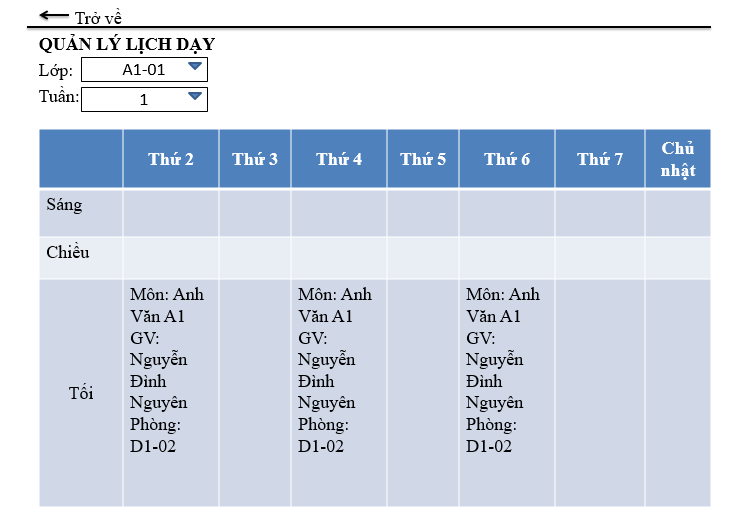 Trở về
QUẢN LÝ LỊCH DẠY
Lớp: A1-01
Tuần: 1
Thứ 2 Thứ 3 Thứ 4 Thứ 5 Thứ 6 Thứ 7 Chủ
nhật
Sáng
Chiều
Tối
Môn: Anh
Văn A1
GV:
Nguyễn
Đình
Nguyên
Phòng:
D1-02
Môn: Anh
Văn A1
GV:
Nguyễn
Đình
Nguyên
Phòng:
D1-02
Môn: Anh
Văn A1
GV:
Nguyễn
Đình
Nguyên
Phòng:
D1-02